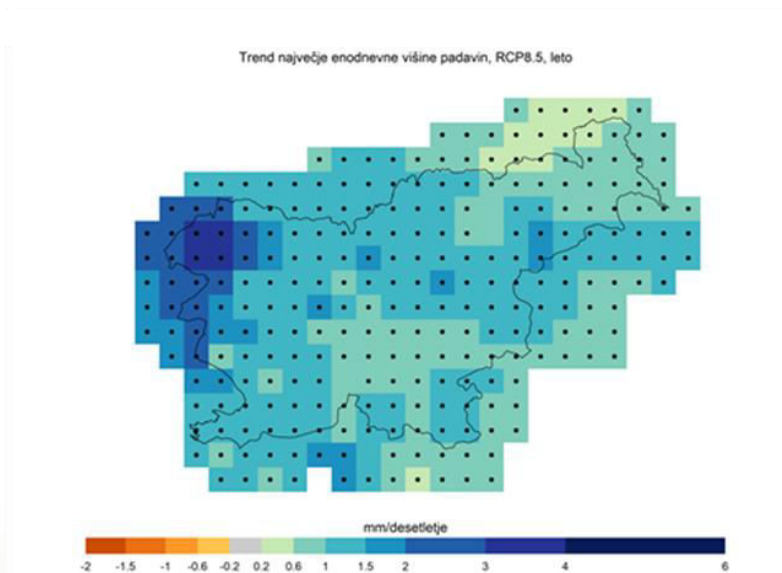 Trend največje enodnevne višine padavin, RCP8.5, leto
mm/desetletje
-2 -1.5 -1 -0.6 -0.2 0.2 0.6 1 1.5 2 3 4 6